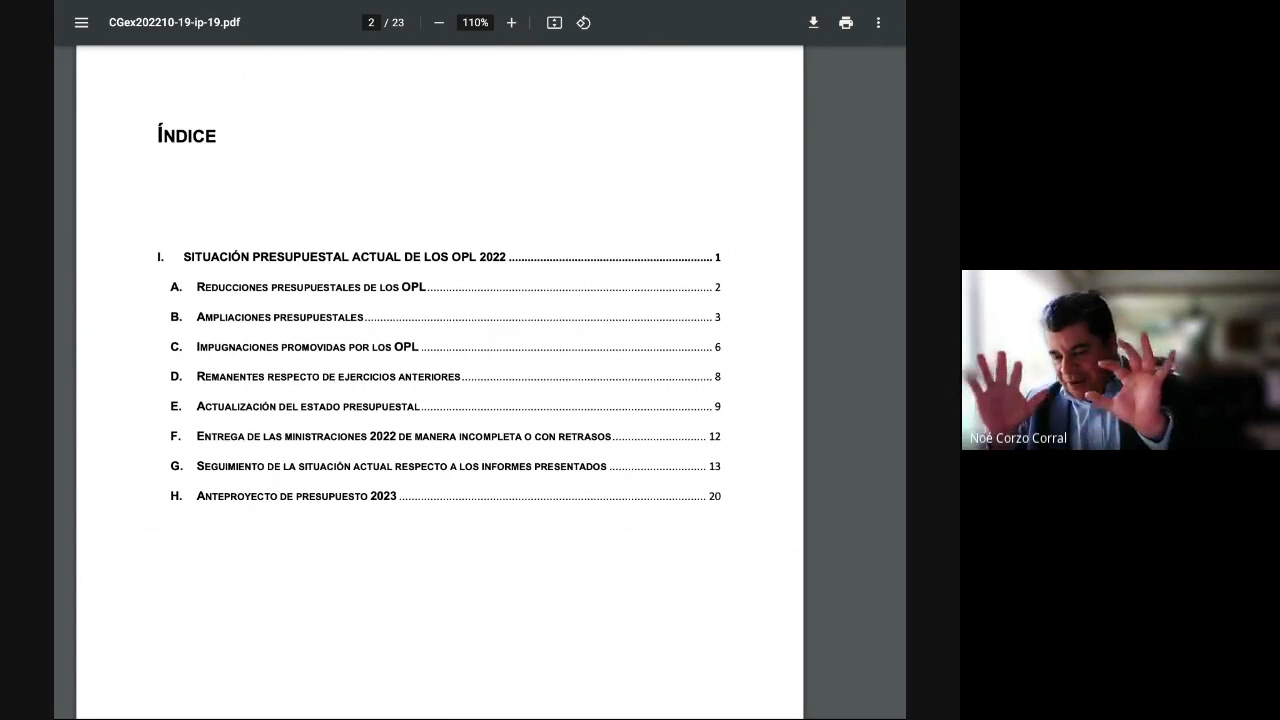 CGex202210-19-ip-19.pdf 2 / 23 110%
ÍNDICE
I. SITUACIÓN PRESUPUESTAL ACTUAL DE LOS OPL 2022 1
A. REDUCCIONES PRESUPUESTALES DE LOS OPL 2
B. AMPLIACIONES PRESUPUESTALES 3
C. IMPUGNACIONES PROMOVIDAS POR LOS OPL 6
D. REMANENTES RESPECTO DE EJERCICIOS ANTERIORES 8
E. ACTUALIZACIÓN DEL ESTADO PRESUPUESTAL 9
F. ENTREGA DE LAS MINISTRACIONES 2022 DE MANERA INCOMPLETA O CON RETRASOS 12
G. SEGUIMIENTO DE LA SITUACIÓN ACTUAL RESPECTO A LOS INFORMES PRESENTADOS 13
H. ANTEPROYECTO DE PRESUPUESTO 2023 20
Noé Corzo Corral